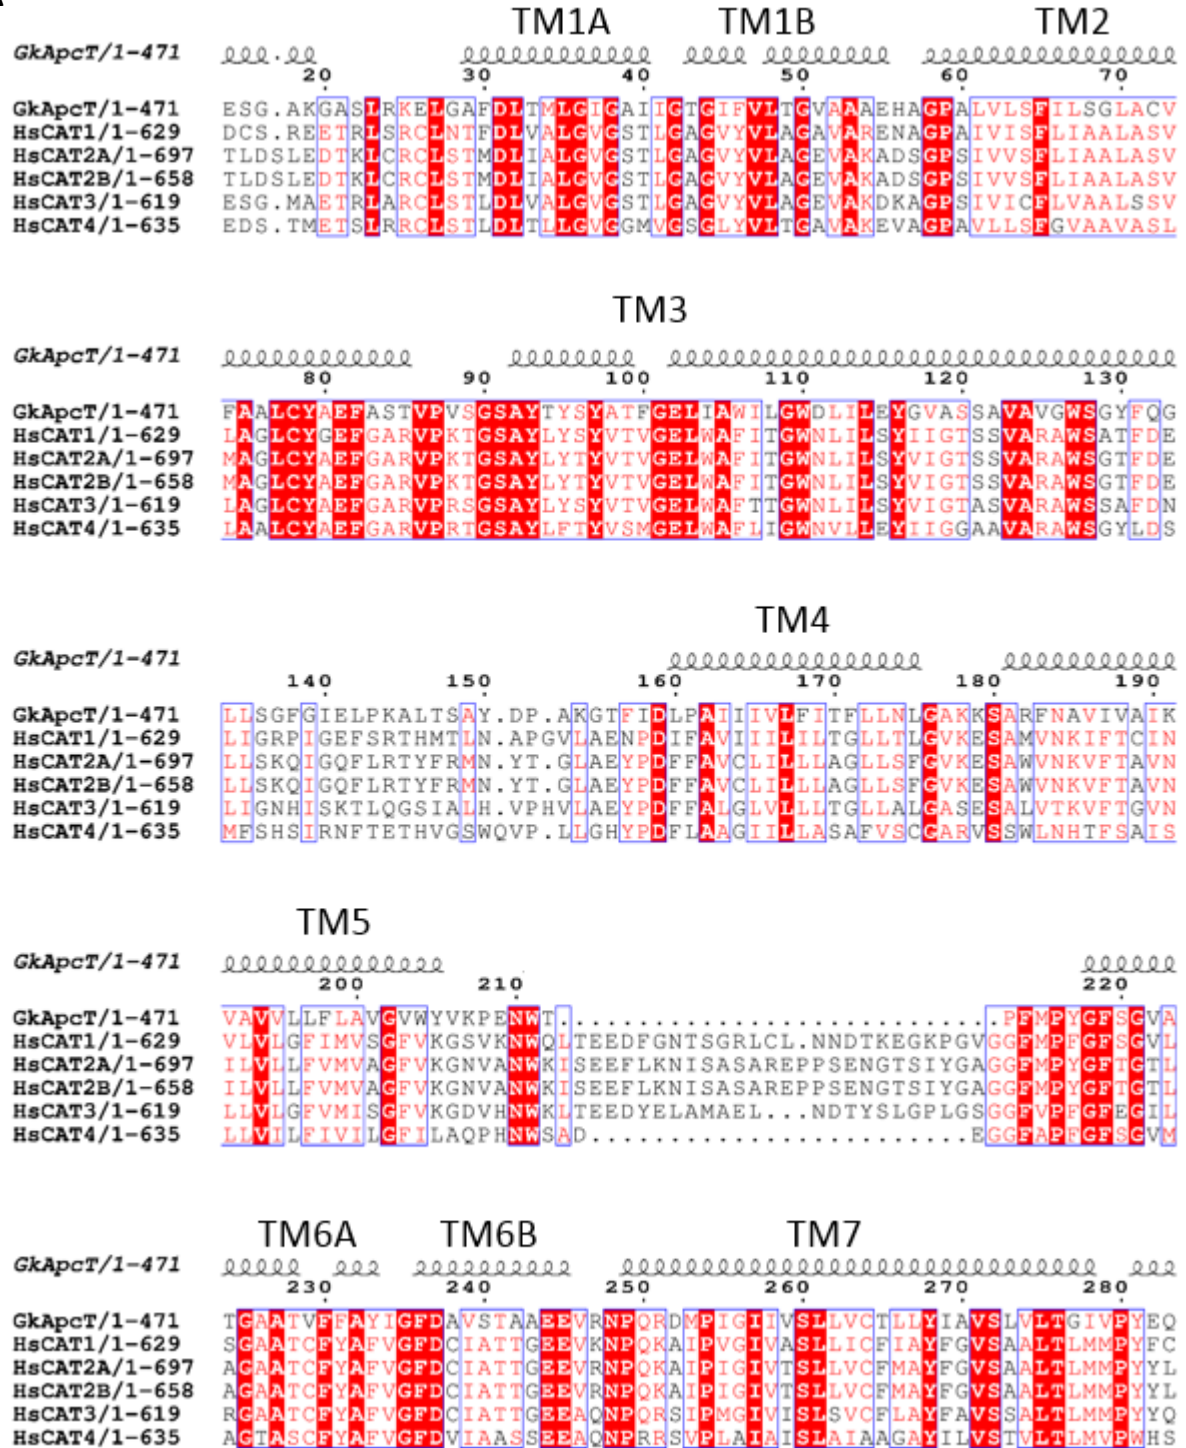 TM1A TM1B TM2
GkApcT/1-471
20 30 40 50 60 70
GkApcT/1-471 ESG.AKGASLRKELGAFDLTMLGIGAIIGTGIFVLTGVAAAEHAGPALVLSFILSGLACV
HsCAT1/1-629 DCS.REETRLSRCLNTFDLVALGVGSTLGAGVYVLAGAVARENAGPAIVISFLIAALASV
HsCAT2A/1-697 TLDSLEDTKLCRCLSTMDLIALGVGSTLGAGVYVLAGEVAKADSGPSIVVSFLIAALASV
HsCAT2B/1-658 TLDSLEDTKLCRCLSTMDLIALGVGSTLGAGVYVLAGEVAKADSGPSIVVSFLIAALASV
HsCAT3/1-619 ESG.MAETRLARCLSTLDLVALGVGSTLGAGVYVLAGEVAKDKAGPSIVICFLVAALSSV
HsCAT4/1-635 EDS.TMETSLRRCLSTLDLTLLGVGGMVGSGLYVLTGAVAKEVAGPAVLLSFGVAAVASL
TM3
GkApcT/1-471
80 90 100 110 120 130
GkApcT/1-471 FAALCYAEFASTVPVSGSAYTYSYATFGELIAWILGWDLILEYGVASSAVAVGWSGYFQG
HsCAT1/1-629 LAGLCYGEFGARVPKTGSAYLYSYVTVGELWAFITGWNLILSYIIGTSSVARAWSATFDE
HsCAT2A/1-697 MAGLCYAEFGARVPKTGSAYLYTYVTVGELWAFITGWNLILSYVIGTSSVARAWSGTFDE
HsCAT2B/1-658 MAGLCYAEFGARVPKTGSAYLYTYVTVGELWAFITGWNLILSYVIGTSSVARAWSGTFDE
HsCAT3/1-619 LAGLCYAEFGARVPRSGSAYLYSYVTVGELWAFTTGWNLILSYVIGTASVARAWSSAFDN
HsCAT4/1-635 LAALCYAEFGARVPRTGSAYLFTYVSMGELWAFLIGWNVLLEYIIGGAAVARAWSGYLDS
TM4
GkApcT/1-471
140 150 160 170 180 190
GkApcT/1-471 LLSGFGIELPKALTSAY.DP.AKGTFIDLPAIIIVLFITFLLNLGAKKSARFNAVIVAIK
HsCAT1/1-629 LIGRPIGEFSRTHMTLN.APGVLAENPDIFAVIIILILTGLLTLGVKESAMVNKIFTCIN
HsCAT2A/1-697 LLSKQIGQFLRTYFRMN.YT.GLAEYPDFFAVCLILLLAGLLSFGVKESAWVNKVFTAVN
HsCAT2B/1-658 LLSKQIGQFLRTYFRMN.YT.GLAEYPDFFAVCLILLLAGLLSFGVKESAWVNKVFTAVN
HsCAT3/1-619 LIGNHISKTLQGSIALH.VPHVLAEYPDFFALGLVLLLTGLLALGASESALVTKVFTGVN
HsCAT4/1-635 MFSHSIRNFTETHVGSWQVP.LLGHYPDFLAAGIILLASAFVSCGARVSSWLNHTFSAIS
TM5
GkApcT/1-471
200 210 220
GkApcT/1-471 VAVVLLFLAVGVWYVKPENWT...........................PFMPYGFSGVA
HsCAT1/1-629 VLVLGFIMVSGFVKGSVKNWQLTEEDFGNTSGRLCL.NNDTKEGKPGVGGFMPFGFSGVL
HsCAT2A/1-697 ILVLLFVMVAGFVKGNVANWKISEEFLKNISASAREPPSENGTSIYGAGGFMPYGFTGTL
HsCAT2B/1-658 ILVLLFVMVAGFVKGNVANWKISEEFLKNISASAREPPSENGTSIYGAGGFMPYGFTGTL
HsCAT3/1-619 LLVLGFVMISGFVKGDVHNWKLTEEDYELAMAEL...NDTYSLGPLGSGGFVPFGFEGIL
HsCAT4/1-635 LLVILFIVILGFILAQPHNWSAD........................EGGFAPFGFSGVM
TM6A TM6B TM7
GkApcT/1-471
230 240 250 260 270 280
GkApcT/1-471 TGAATVFFAYIGFDAVSTAAEEVRNPQRDMPIGIIVSLLVCTLLYIAVSLVLTGIVPYEQ
HsCAT1/1-629 SGAATCFYAFVGFDCIATTGEEVKNPQKAIPVGIVASLLICFIAYFGVSAALTLMMPYFC
HsCAT2A/1-697 AGAATCFYAFVGFDCIATTGEEVRNPQKAIPIGIVTSLLVCFMAYFGVSAALTLMMPYYL
HsCAT2B/1-658 AGAATCFYAFVGFDCIATTGEEVRNPQKAIPIGIVTSLLVCFMAYFGVSAALTLMMPYYL
HsCAT3/1-619 RGAATCFYAFVGFDCIATTGEEAQNPQRSIPMGIVISLSVCFLAYFAVSSALTLMMPYYQ
HsCAT4/1-635 AGTASCFYAFVGFDVIAASSEEAQNPRRSVPLAIAISLAIAAGAYILVSTVLTLMVPWHS